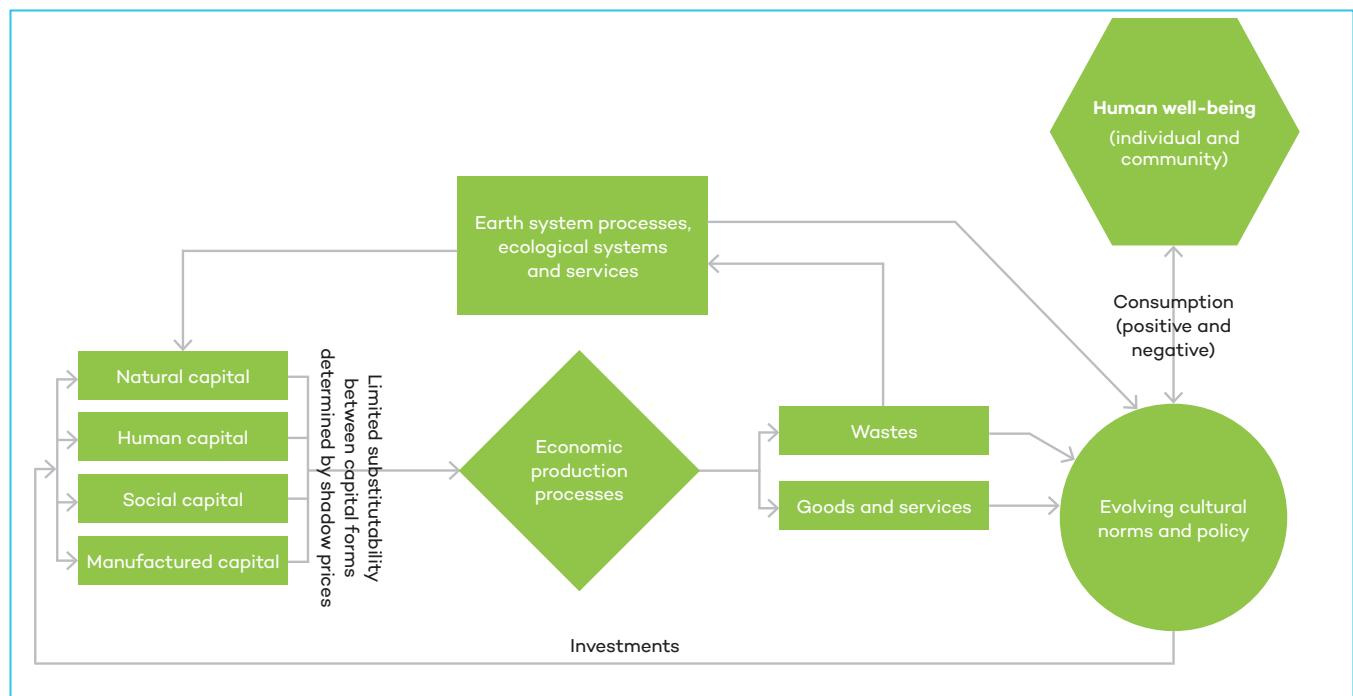 Human well-being
(individual and
community)
Earth system processes,
ecological systems
and services
Consumption
(positive and
negative)
Natural capital
Human capital
Social capital
Manufactured capital
Limited substitutability
between capital forms
determined by shadow prices
Economic
production
processes
Wastes
Goods and services
Evolving cultural
norms and policy
Investments